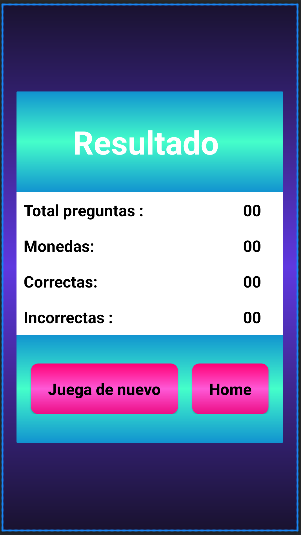 Resultado
Total preguntas : 00
Monedas: 00
Correctas: 00
Incorrectas : 00
Juega de nuevo Home